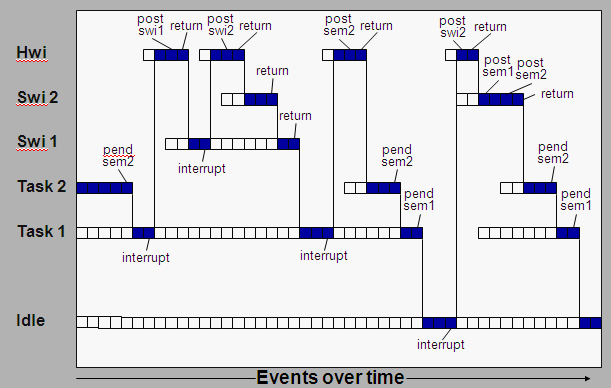 post
swi1
return
post
swi2
return
post
sem2
return
post
swi2
return
Hwi
return
post
sem1
post
sem2
return
Swi 2
return
Swi 1
interrupt
pend
sem2
pend
sem2
pend
sem2
Task 2
pend
sem1
pend
sem1
Task 1
interrupt
interrupt
Idle
interrupt
Events over time